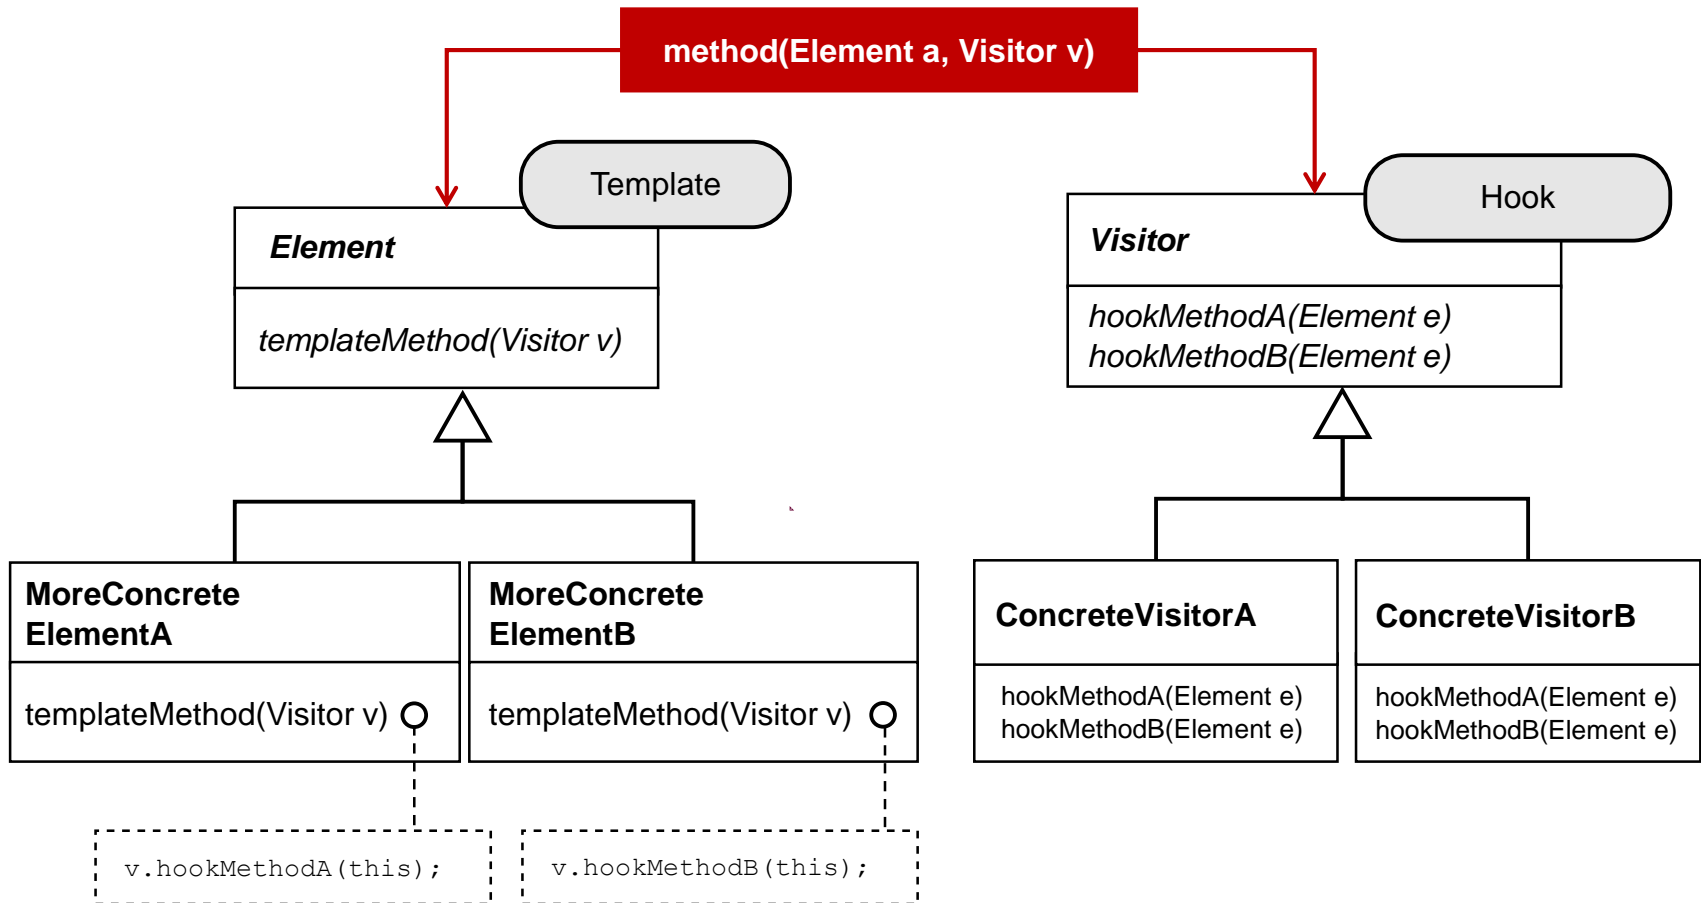 method(Element a, Visitor v)
Template
Hook
Element
Visitor
templateMethod(Visitor v)
hookMethodA(Element e)
hookMethodB(Element e)
MoreConcrete
ElementA
MoreConcrete
ElementB
ConcreteVisitorA
ConcreteVisitorB
templateMethod(Visitor v)
templateMethod(Visitor v)
hookMethodA(Element e)
hookMethodB(Element e)
hookMethodA(Element e)
hookMethodB(Element e)
v.hookMethodA(this);
v.hookMethodB(this);